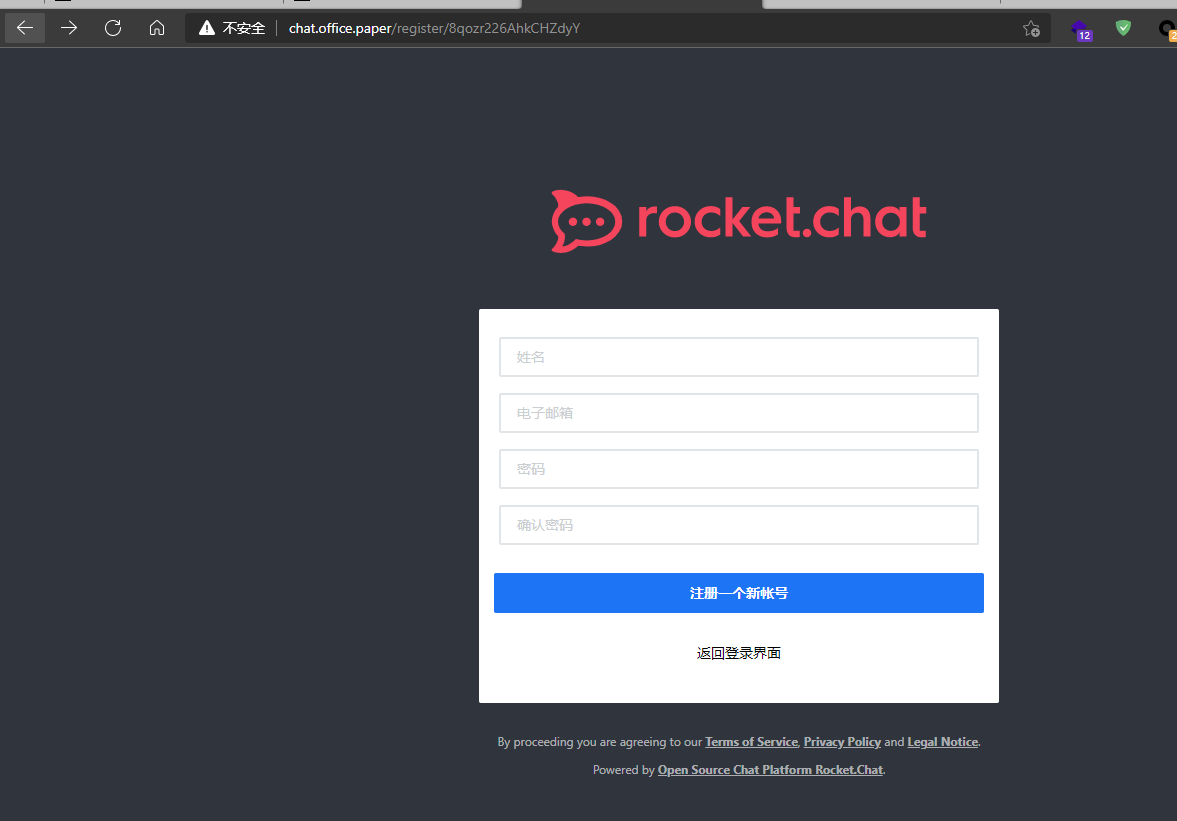 不安全 chat.office.paper/register/8qozr226AhkCHZdyY
12
2
rocket.chat
姓名
电子邮箱
密码
确认密码
注册一个新帐号
返回登录界面
By proceeding you are agreeing to our Terms of Service, Privacy Policy and Legal Notice.
Powered by Open Source Chat Platform Rocket.Chat.